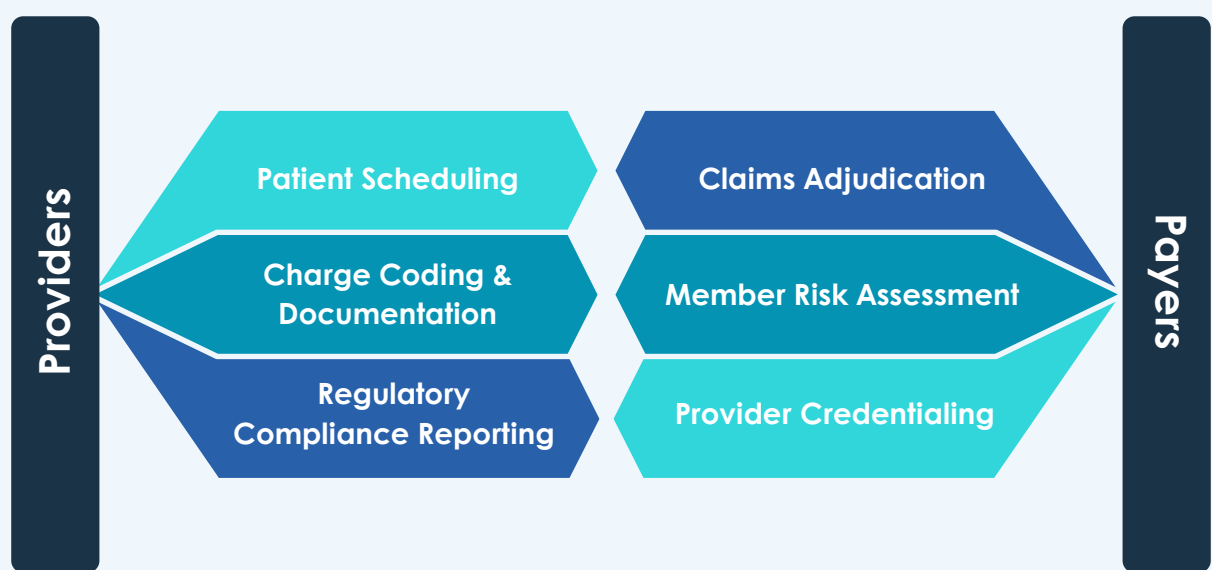 Providers
Patient Scheduling
Charge Coding &
Documentation
Regulatory
Compliance Reporting
Claims Adjudication
Member Risk Assessment
Provider Credentialing
Payers